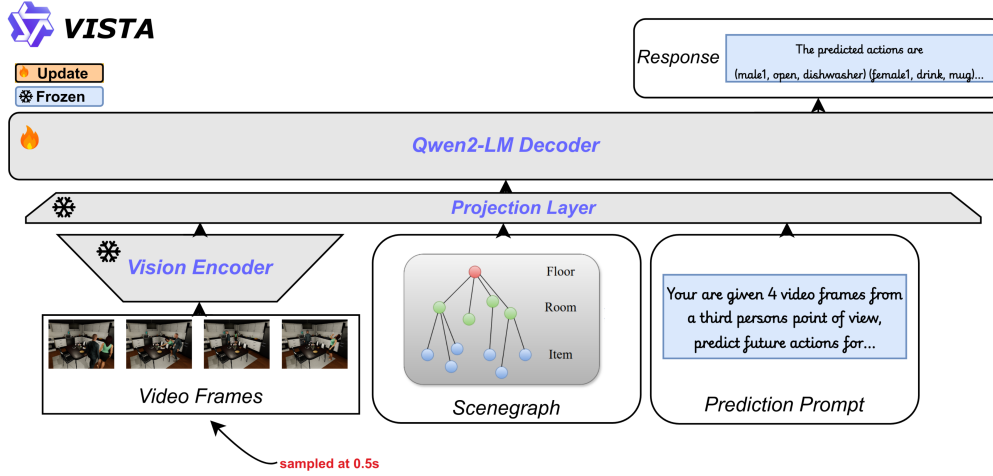 VISTA
Update
Frozen
Response
The predicted actions are
(male1, open, dishwasher) (female1, drink, mug)...
Qwen2-LM Decoder
Projection Layer
Vision Encoder
Video Frames
sampled at 0.5s
Floor
Room
Item
Scenegraph
Your are given 4 video frames from
a third persons point of view,
predict future actions for...
Prediction Prompt